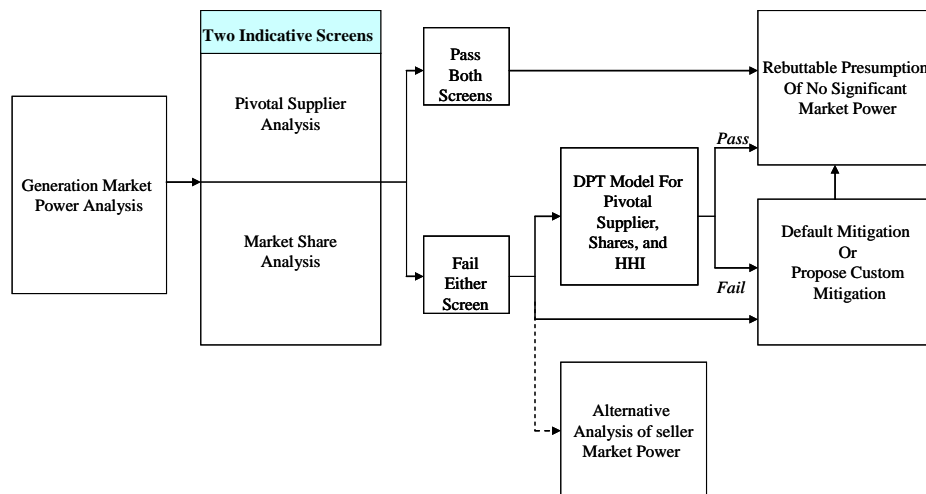 Two Indicative Screens
Generation Market
Power Analysis
Pivotal Supplier
Analysis
Market Share
Analysis
Pass
Both
Screens
Fail
Either
Screen
DPT Model For
Pivotal
Supplier,
Shares, and
HHI
Alternative
Analysis of seller
Market Power
Pass
Fail
Rebuttable Presumption
Of No Significant
Market Power
Default Mitigation
Or
Propose Custom
Mitigation